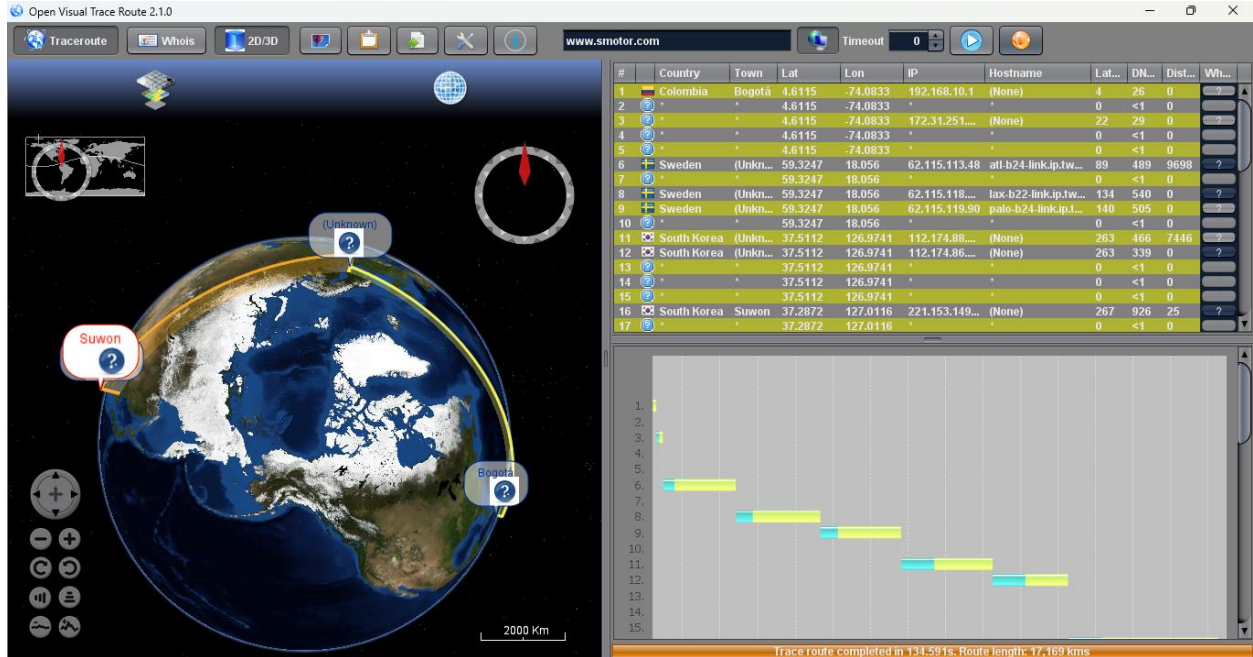 Open Visual Trace Route 2.1.0
Traceroute Whois 2D/3D www.smotor.com Timeout 0
(Unknown)
Suwon
Bogotá
2000 Km
# Country Town Lat Lon IP Hostname Lat... DN... Dist... Wh...
1 Colombia Bogotá 4.6115 -74.0833 192.168.10.1 (None) 4 26 0 ?
2 * * 4.6115 -74.0833 * * 0 <1 0
3 * * 4.6115 -74.0833 172.31.251.... (None) 22 29 0 ?
4 * * 4.6115 -74.0833 * * 0 <1 0
5 * * 4.6115 -74.0833 * * 0 <1 0
6 Sweden (Unkn... 59.3247 18.056 62.115.113.48 atl-b24-link.ip.tw... 89 489 9698 ?
7 * * 59.3247 18.056 * * 0 <1 0
8 Sweden (Unkn... 59.3247 18.056 62.115.118.... lax-b22-link.ip.tw... 134 540 0 ?
9 Sweden (Unkn... 59.3247 18.056 62.115.119.90 palo-b24-link.ip.t... 140 505 0 ?
10 * * 59.3247 18.056 * * 0 <1 0
11 South Korea (Unkn... 37.5112 126.9741 112.174.88.... (None) 263 466 7446 ?
12 South Korea (Unkn... 37.5112 126.9741 112.174.86.... (None) 263 339 0 ?
13 * * 37.5112 126.9741 * * 0 <1 0
14 * * 37.5112 126.9741 * * 0 <1 0
15 * * 37.5112 126.9741 * * 0 <1 0
16 South Korea Suwon 37.2872 127.0116 221.153.149... (None) 267 926 25 ?
17 * * 37.2872 127.0116 * * 0 <1 0
1.
2.
3.
4.
5.
6.
7.
8.
9.
10.
11.
12.
13.
14.
15.
Trace route completed in 134.591s. Route length: 17,169 kms